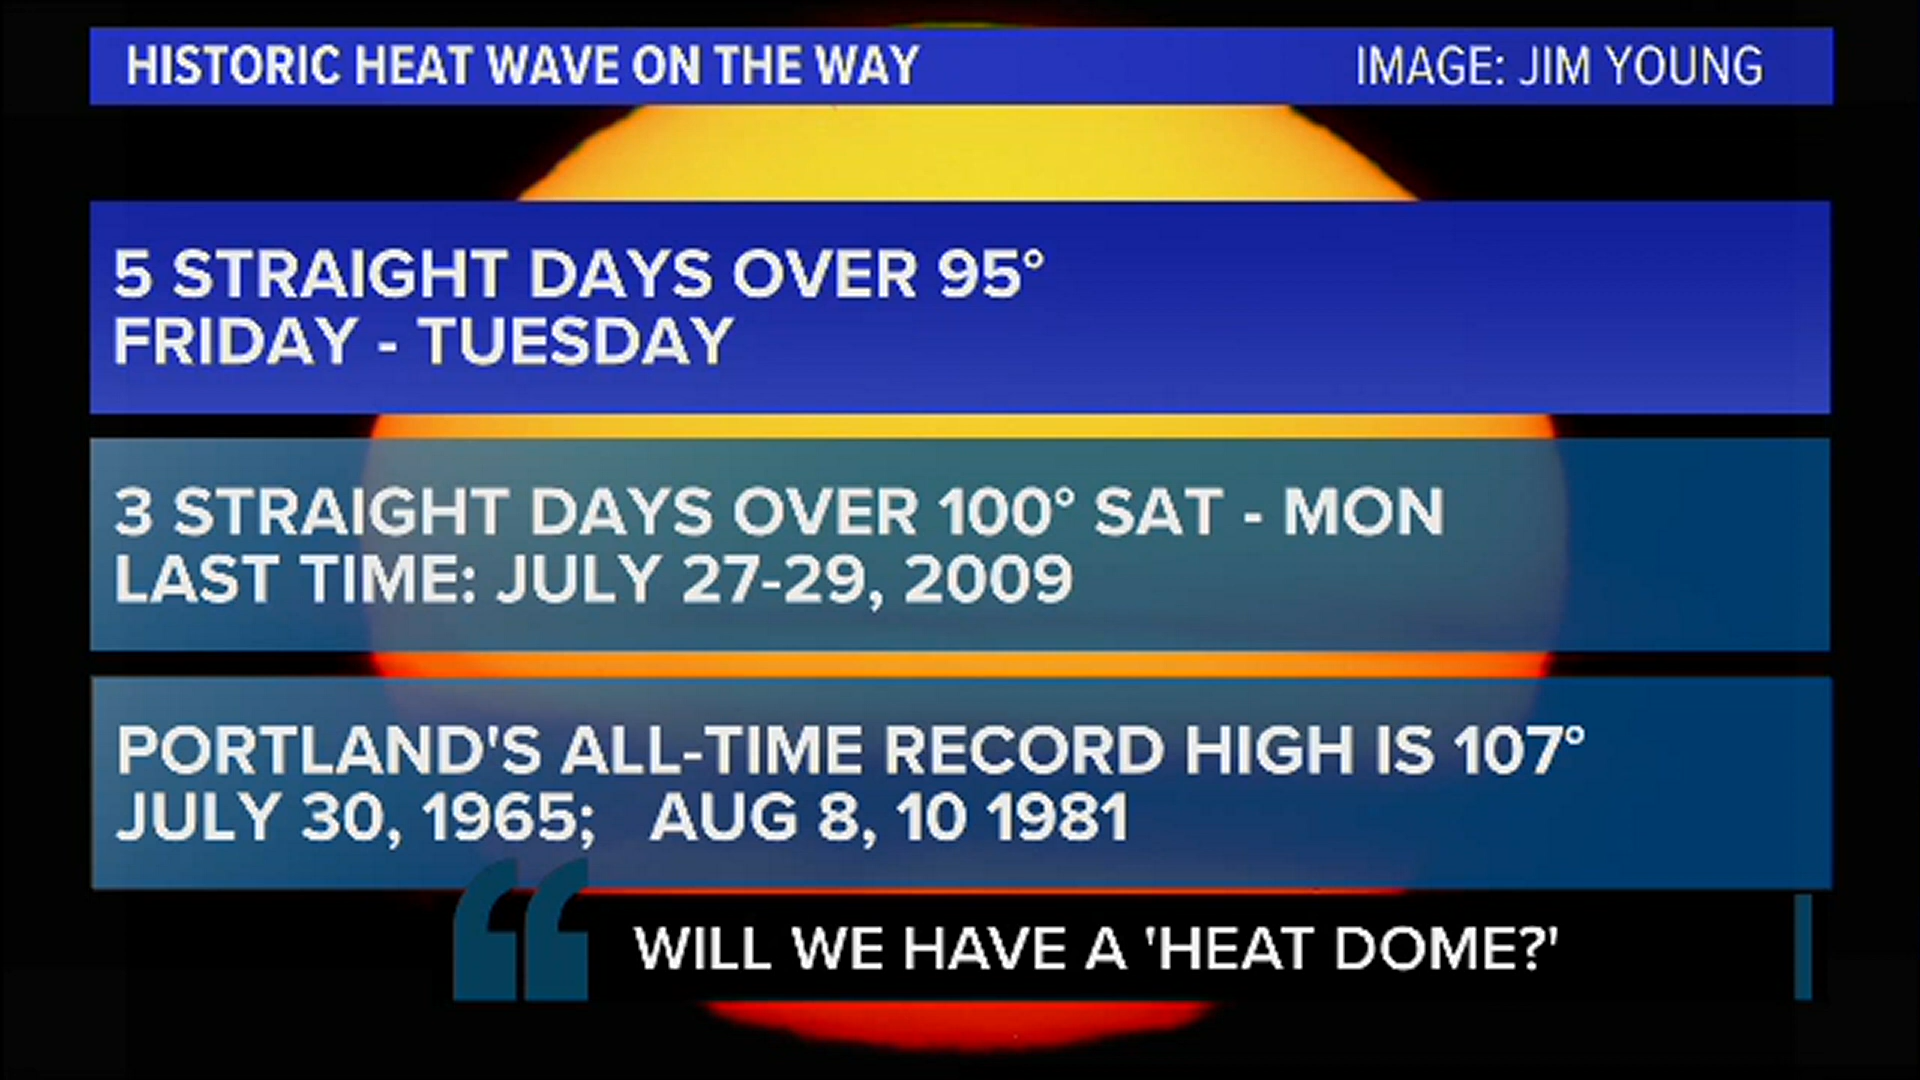 HISTORIC HEAT WAVE ON THE WAY IMAGE: JIM YOUNG
5 STRAIGHT DAYS OVER 95°
FRIDAY - TUESDAY
3 STRAIGHT DAYS OVER 100° SAT - MON
LAST TIME: JULY 27-29, 2009
PORTLAND'S ALL-TIME RECORD HIGH IS 107°
JULY 30, 1965; AUG 8, 10 1981
“ WILL WE HAVE A 'HEAT DOME?'